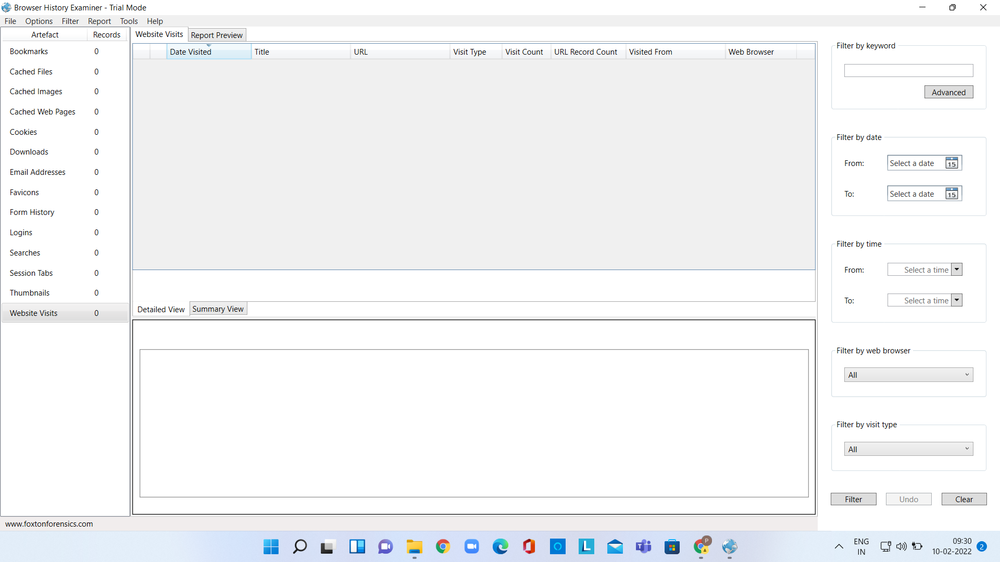 Browser History Examiner - Trial Mode
File Options Filter Report Tools Help
Artefact Records
Bookmarks 0
Cached Files 0
Cached Images 0
Cached Web Pages 0
Cookies 0
Downloads 0
Email Addresses 0
Favicons 0
Form History 0
Logins 0
Searches 0
Session Tabs 0
Thumbnails 0
Website Visits 0
Website Visits Report Preview
Date Visited Title URL Visit Type Visit Count URL Record Count Visited From Web Browser
Detailed View Summary View
Filter by keyword
Advanced
Filter by date
From: Select a date 15
To: Select a date 15
Filter by time
From: Select a time
To: Select a time
Filter by web browser
All
Filter by visit type
All
Filter Undo Clear
www.foxtonforensics.com
L
P
ENG
IN
09:30
10-02-2022
2